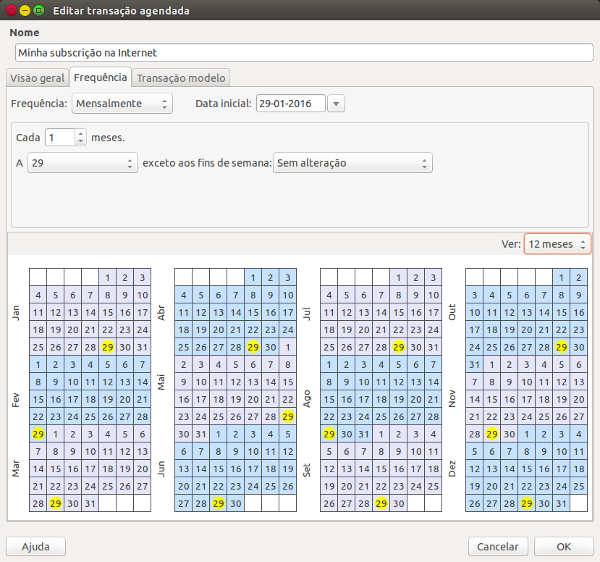 Editar transação agendada
Nome
Minha subscrição na Internet
Visão geral Frequência Transação modelo
Frequência: Mensalmente Data inicial: 29-01-2016
Cada 1 meses.
A 29 exceto aos fins de semana: Sem alteração
Ver: 12 meses
Jan
1 2 3
4 5 6 7 8 9 10
11 12 13 14 15 16 17
18 19 20 21 22 23 24
25 26 27 28 29 30 31
Fev
1 2 3 4 5 6 7
8 9 10 11 12 13 14
15 16 17 18 19 20 21
22 23 24 25 26 27 28
Mar
29 1 2 3 4 5 6
7 8 9 10 11 12 13
14 15 16 17 18 19 20
21 22 23 24 25 26 27
28 29 30 31
Abr
1 2 3
4 5 6 7 8 9 10
11 12 13 14 15 16 17
18 19 20 21 22 23 24
25 26 27 28 29 30 1
Mai
2 3 4 5 6 7 8
9 10 11 12 13 14 15
16 17 18 19 20 21 22
23 24 25 26 27 28 29
Jun
30 31 1 2 3 4 5
6 7 8 9 10 11 12
13 14 15 16 17 18 19
20 21 22 23 24 25 26
27 28 29 30
Jul
1 2 3
4 5 6 7 8 9 10
11 12 13 14 15 16 17
18 19 20 21 22 23 24
25 26 27 28 29 30 31
Ago
1 2 3 4 5 6 7
8 9 10 11 12 13 14
15 16 17 18 19 20 21
22 23 24 25 26 27 28
Set
29 30 31 1 2 3 4
5 6 7 8 9 10 11
12 13 14 15 16 17 18
19 20 21 22 23 24 25
26 27 28 29 30
Out
1 2
3 4 5 6 7 8 9
10 11 12 13 14 15 16
17 18 19 20 21 22 23
24 25 26 27 28 29 30
Nov
31 1 2 3 4 5 6
7 8 9 10 11 12 13
14 15 16 17 18 19 20
21 22 23 24 25 26 27
Dez
28 29 30 1 2 3 4
5 6 7 8 9 10 11
12 13 14 15 16 17 18
19 20 21 22 23 24 25
26 27 28 29 30 31
Ajuda Cancelar OK